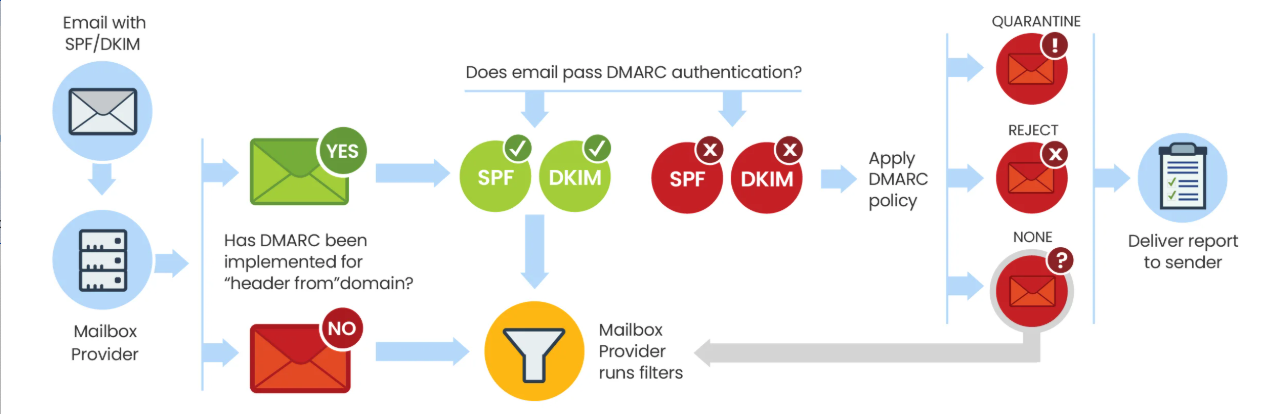 Email with
SPF/DKIM
Mailbox
Provider
YES
Has DMARC been
implemented for
“header from”domain?
NO
Does email pass DMARC authentication?
SPF
DKIM
SPF
DKIM
Mailbox
Provider
runs filters
Apply
DMARC
policy
QUARANTINE
!
REJECT
X
NONE
?
Deliver report
to sender